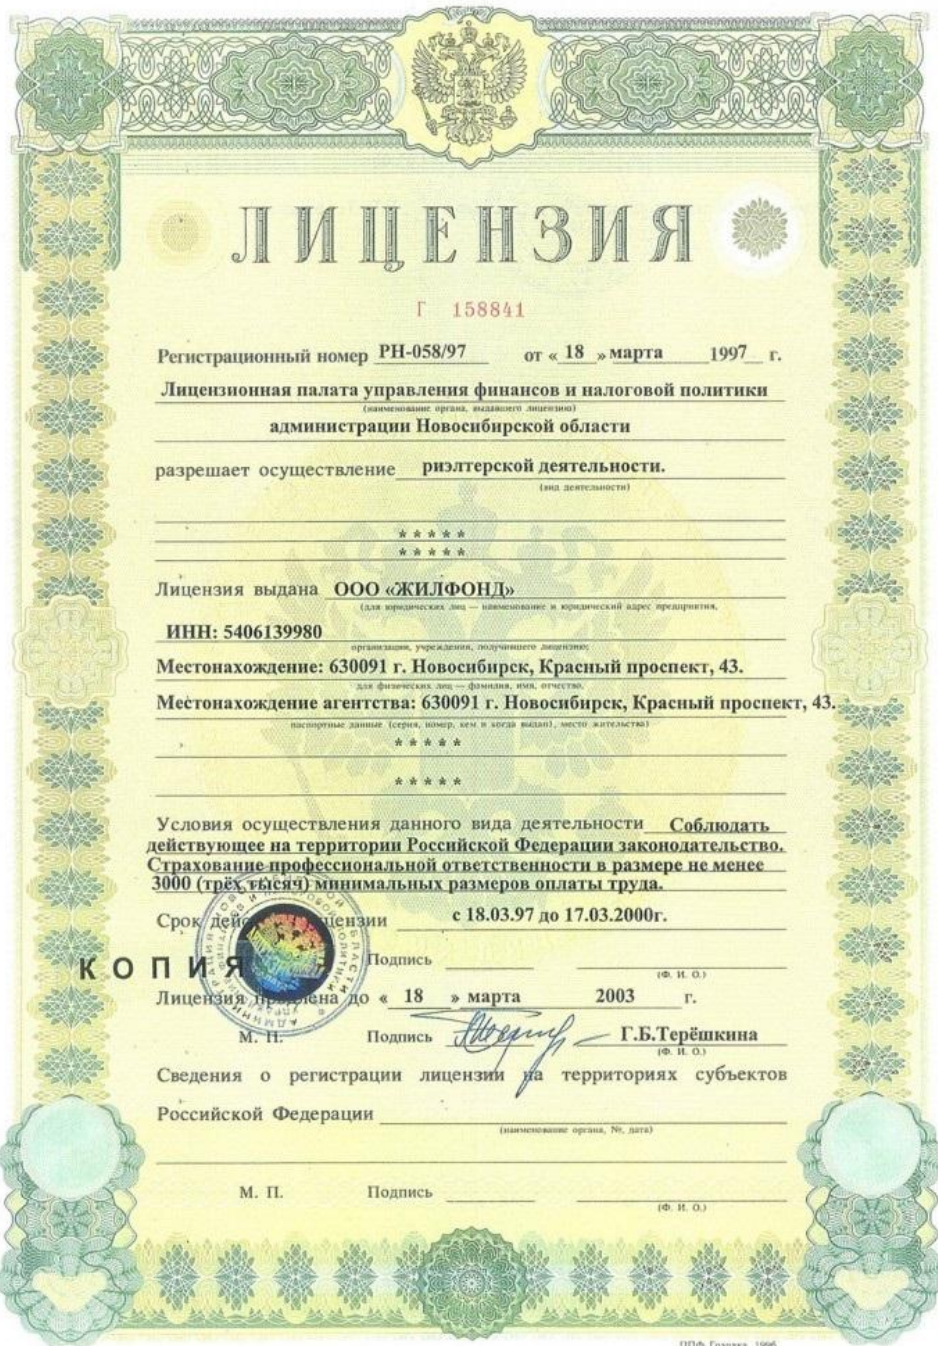 ЛИЦЕНЗИЯ
Г 158841
Регистрационный номер РН-058/97 от « 18 » марта 1997 г.
Лицензионная палата управления финансов и налоговой политики
(наименование органа, выдавшего лицензию)
администрации Новосибирской области
разрешает осуществление риэлтерской деятельности.
(вид деятельности)
* * * * *
* * * * *
Лицензия выдана ООО «ЖИЛФОНД»
(для юридических лиц — наименование и юридический адрес предприятия,
ИНН: 5406139980
организации, учреждения, получившего лицензию;
Местонахождение: 630091 г. Новосибирск, Красный проспект, 43.
для физических лиц — фамилия, имя, отчество,
Местонахождение агентства: 630091 г. Новосибирск, Красный проспект, 43.
паспортные данные (серия, номер, кем и когда выдан), место жительства)
* * * * *
* * * * *
Условия осуществления данного вида деятельности Соблюдать
действующее на территории Российской Федерации законодательство.
Страхование профессиональной ответственности в размере не менее
3000 (трёх тысяч) минимальных размеров оплаты труда.
Срок лицензии с 18.03.97 до 17.03.2000г.
КОПИЯ
Подпись
(Ф. И. О.)
Лицензия до « 18 » марта 2003 г.
М. П. Подпись Г.Б.Терёшкина
(Ф. И. О.)
Сведения о регистрации лицензии на территориях субъектов
Российской Федерации
(наименование органа, №, дата)
М. П. Подпись
(Ф. И. О.)